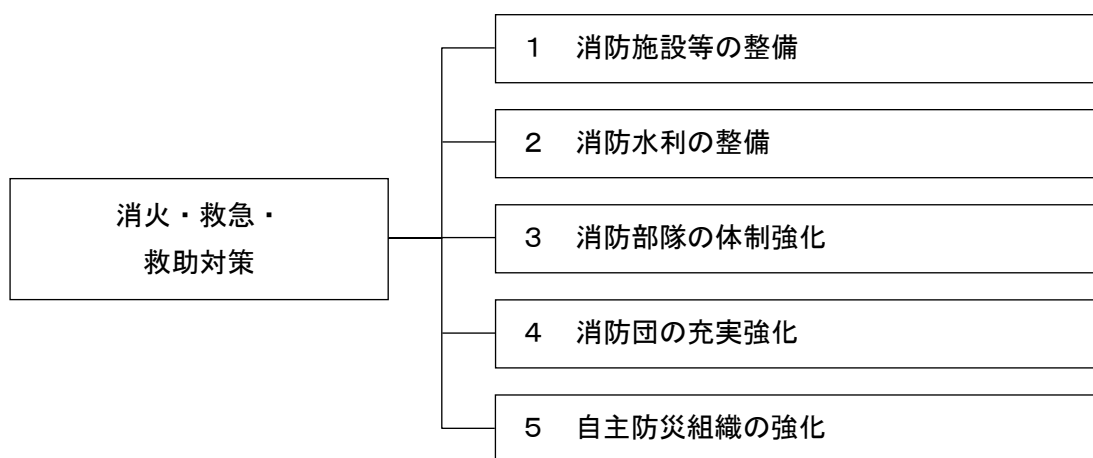 消火・救急・
救助対策
１　消防施設等の整備
２　消防水利の整備
３　消防部隊の体制強化
４　消防団の充実強化
５　自主防災組織の強化